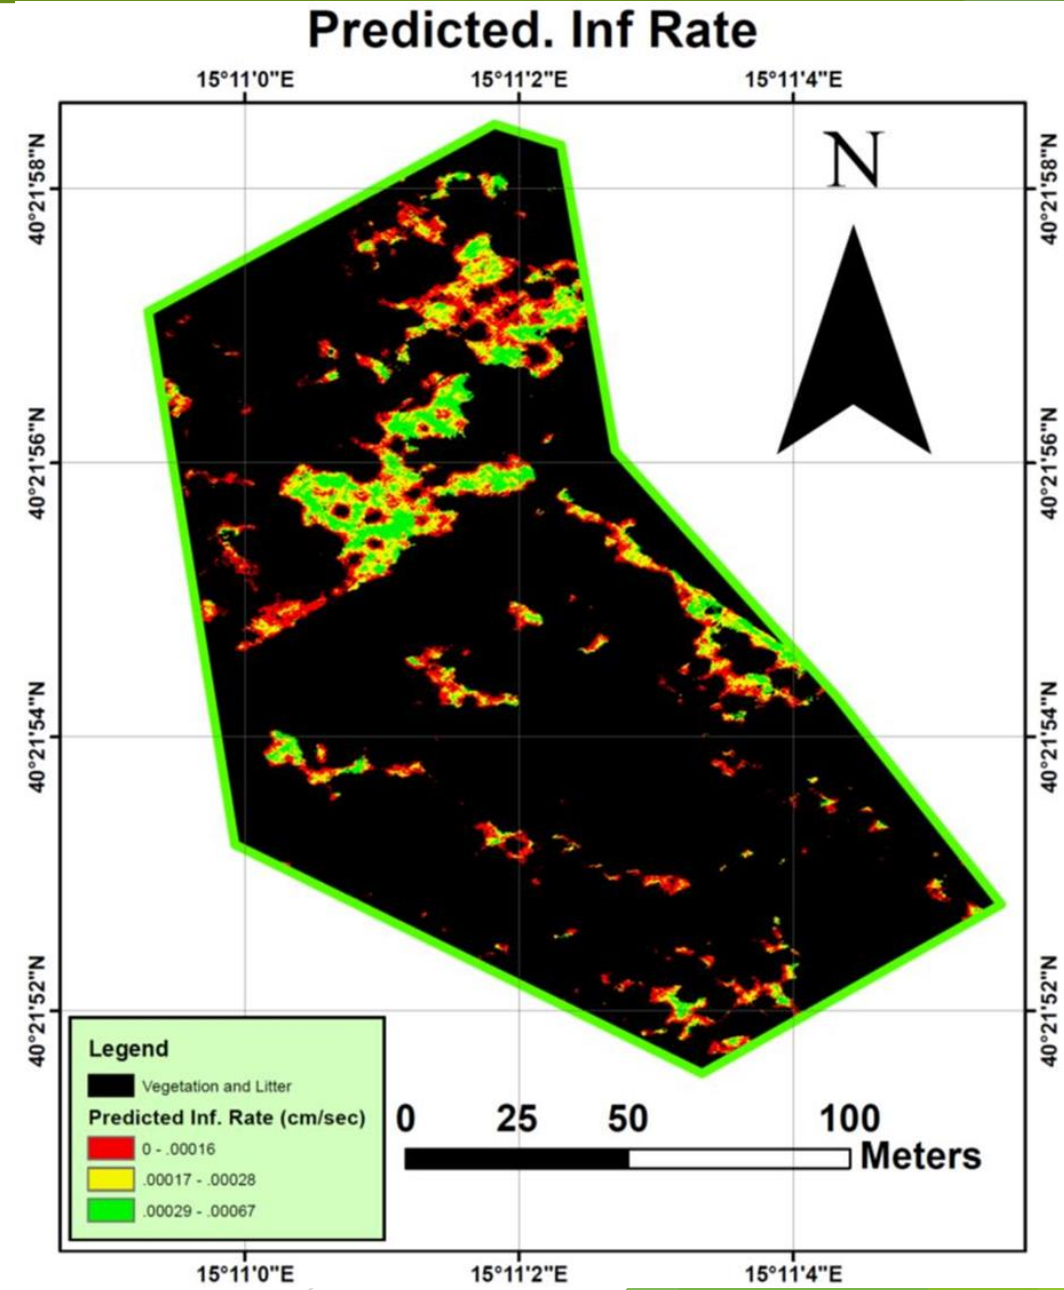 Predicted. Inf Rate
15°11'0"E 15°11'2"E 15°11'4"E
N
40°21'58"N 40°21'58"N
40°21'56"N 40°21'56"N
40°21'54"N 40°21'54"N
40°21'52"N 40°21'52"N
Legend
Vegetation and Litter
Predicted Inf. Rate (cm/sec)
0 - .00016
.00017 - .00028
.00029 - .00067
0 25 50 100
Meters
15°11'0"E 15°11'2"E 15°11'4"E